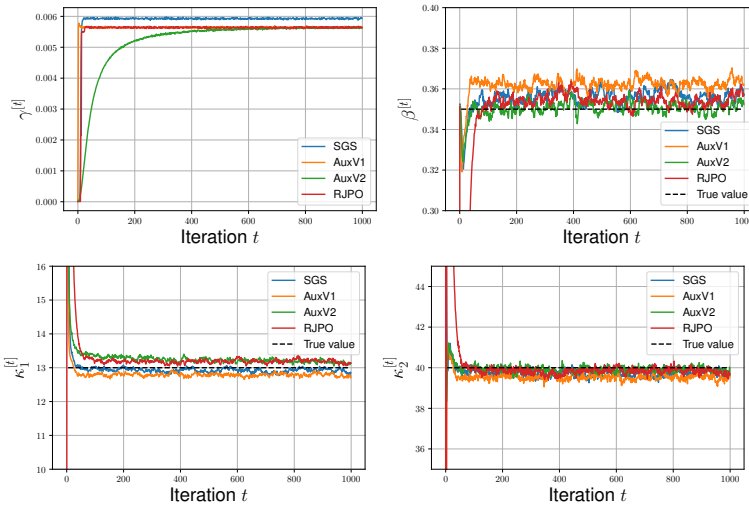 0.006
0.005
0.004
0.003
0.002
0.001
0.000
γ[t]
SGS
AuxV1
AuxV2
RJPO
0 200 400 600 800 1000
Iteration t
0.40
0.38
0.36
0.34
0.32
0.30
β[t]
SGS
AuxV1
AuxV2
RJPO
True value
0 200 400 600 800 1000
Iteration t
16
15
14
13
12
11
10
κ1[t]
SGS
AuxV1
AuxV2
RJPO
True value
0 200 400 600 800 1000
Iteration t
44
42
40
38
36
κ2[t]
SGS
AuxV1
AuxV2
RJPO
True value
0 200 400 600 800 1000
Iteration t